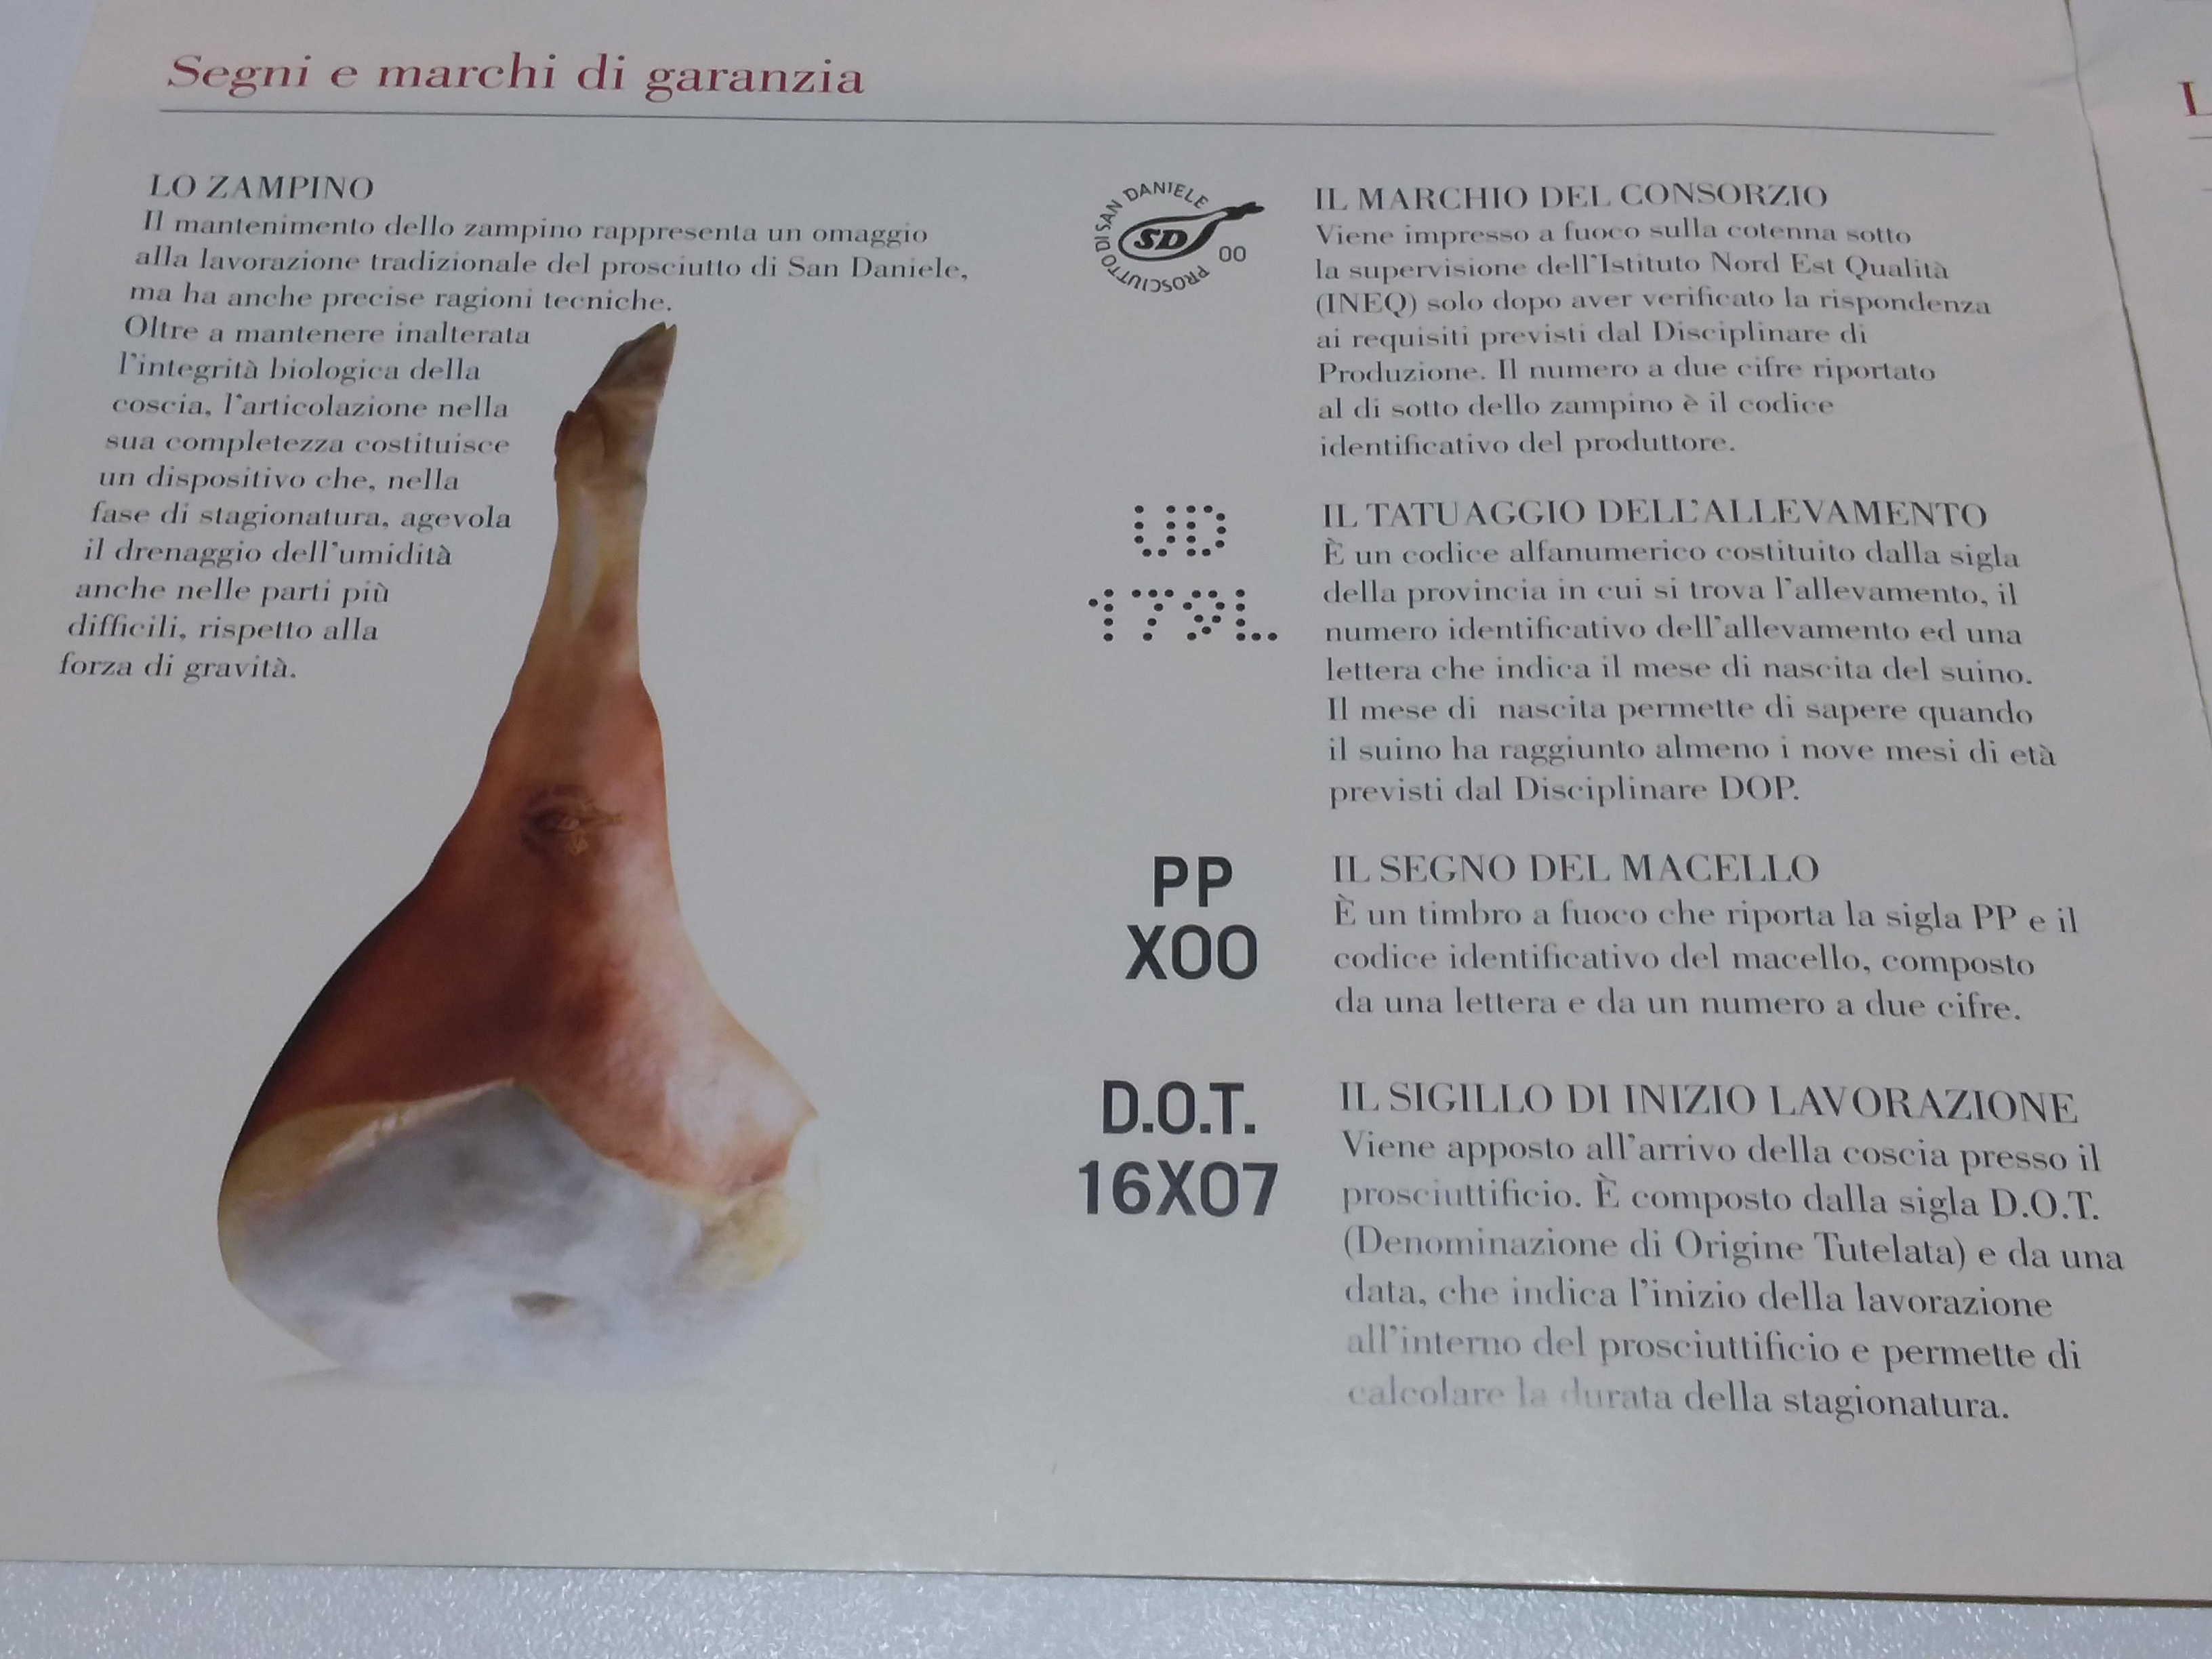 Segni e marchi di garanzia
LO ZAMPINO
Il mantenimento dello zampino rappresenta un omaggio
alla lavorazione tradizionale del prosciutto di San Daniele,
ma ha anche precise ragioni tecniche.
Oltre a mantenere inalterata
l'integrità biologica della
coscia, l'articolazione nella
sua completezza costituisce
un dispositivo che, nella
fase di stagionatura, agevola
il drenaggio dell'umidità
anche nelle parti più
difficili, rispetto alla
forza di gravità.
PROSCIUTTO DI SAN DANIELE
SD
00
IL MARCHIO DEL CONSORZIO
Viene impresso a fuoco sulla cotenna sotto
la supervisione dell'Istituto Nord Est Qualità
(INEQ) solo dopo aver verificato la rispondenza
ai requisiti previsti dal Disciplinare di
Produzione. Il numero a due cifre riportato
al di sotto dello zampino è il codice
identificativo del produttore.
UD
179L
IL TATUAGGIO DELL'ALLEVAMENTO
È un codice alfanumerico costituito dalla sigla
della provincia in cui si trova l'allevamento, il
numero identificativo dell'allevamento ed una
lettera che indica il mese di nascita del suino.
Il mese di nascita permette di sapere quando
il suino ha raggiunto almeno i nove mesi di età
previsti dal Disciplinare DOP.
PP
X00
IL SEGNO DEL MACELLO
È un timbro a fuoco che riporta la sigla PP e il
codice identificativo del macello, composto
da una lettera e da un numero a due cifre.
D.O.T.
16X07
IL SIGILLO DI INIZIO LAVORAZIONE
Viene apposto all'arrivo della coscia presso il
prosciuttificio. È composto dalla sigla D.O.T.
(Denominazione di Origine Tutelata) e da una
data, che indica l'inizio della lavorazione
all'interno del prosciuttificio e permette di
calcolare la durata della stagionatura.
L